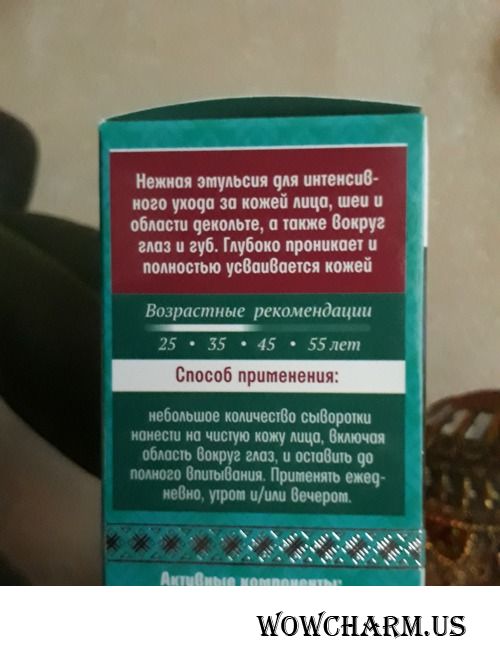 Нежная эмульсия для интенсив-
ного ухода за кожей лица, шеи и
области декольте, а также вокруг
глаз и губ. Глубоко проникает и
полностью усваивается кожей
Возрастные рекомендации
25 • 35 • 45 • 55 лет
Способ применения:
небольшое количество сыворотки
нанести на чистую кожу лица, включая
область вокруг глаз, и оставить до
полного впитывания. Применять ежед-
невно, утром и/или вечером.
Активные компоненты:
WOWCHARM.US